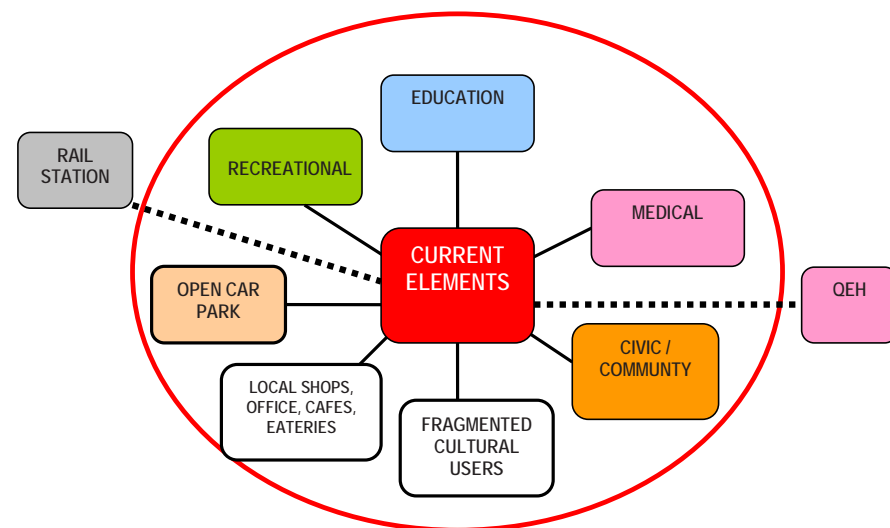 EDUCATION
RAIL
STATION
RECREATIONAL
MEDICAL
CURRENT
ELEMENTS
OPEN CAR
PARK
QEH
CIVIC /
COMMUNTY
LOCAL SHOPS,
OFFICE, CAFES,
EATERIES
FRAGMENTED
CULTURAL
USERS